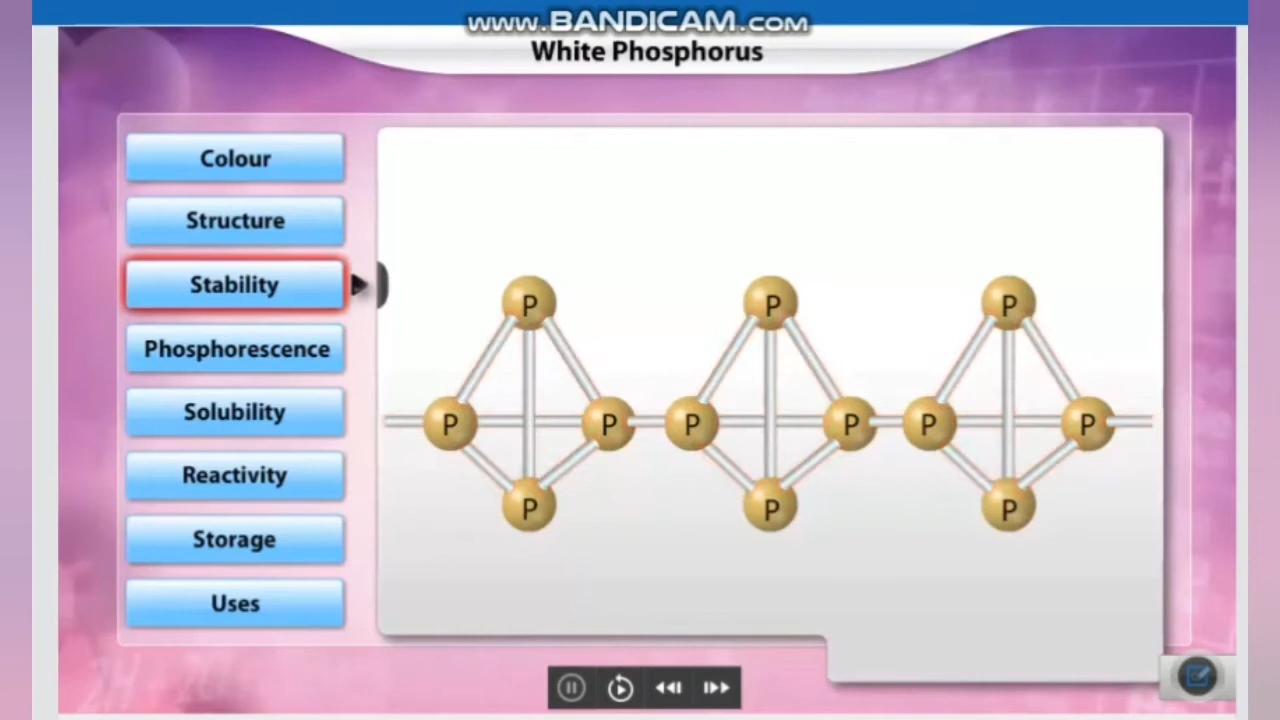 www.BANDICAM.com
White Phosphorus
Colour
Structure
Stability
Phosphorescence
Solubility
Reactivity
Storage
Uses
P P P
P P P P P P
P P P